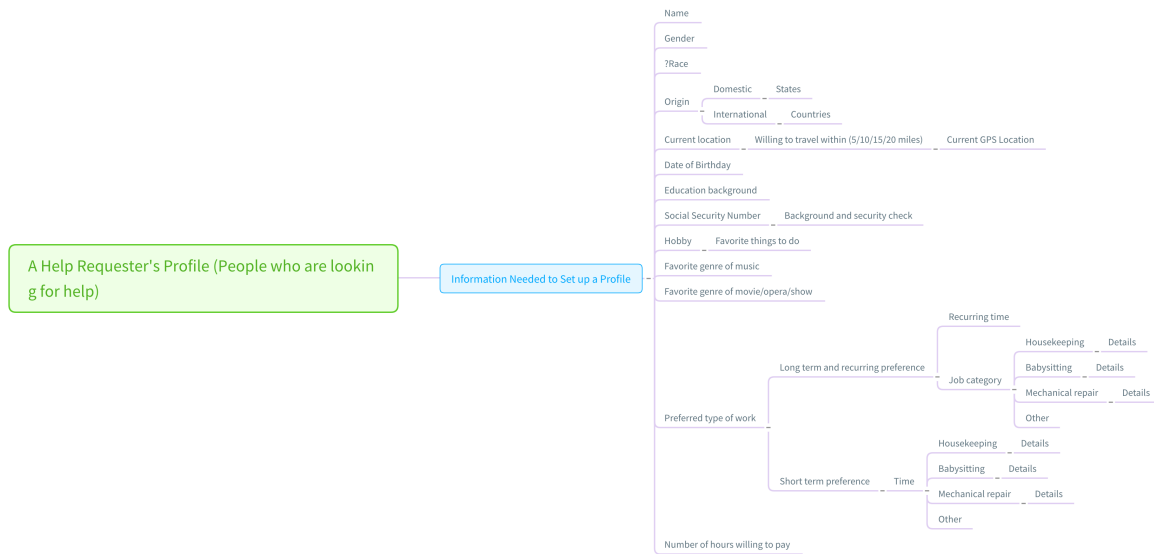 A Help Requester's Profile (People who are lookin
g for help)
Information Needed to Set up a Profile
Name
Gender
?Race
Origin
Domestic
States
International
Countries
Current location
Willing to travel within (5/10/15/20 miles)
Current GPS Location
Date of Birthday
Education background
Social Security Number
Background and security check
Hobby
Favorite things to do
Favorite genre of music
Favorite genre of movie/opera/show
Preferred type of work
Long term and recurring preference
Recurring time
Job category
Housekeeping
Details
Babysitting
Details
Mechanical repair
Details
Other
Short term preference
Time
Housekeeping
Details
Babysitting
Details
Mechanical repair
Details
Other
Number of hours willing to pay